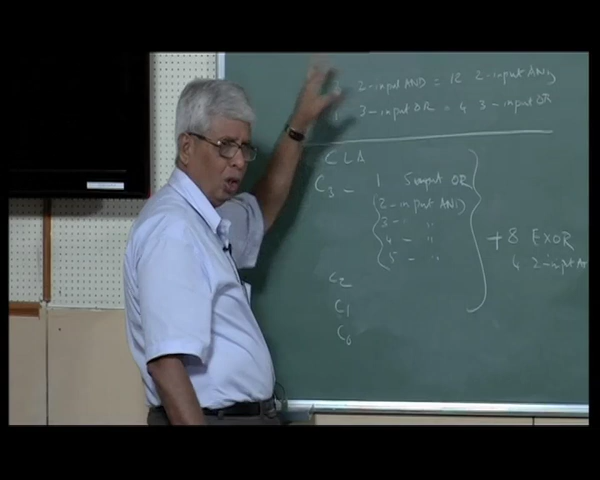 2-input AND = 12 2-input AND
1 3-input OR = 4 3-input OR
CLA
C3 - 1 5 input OR
(2-input AND)
3 - "
4 - "
5 - "
+ 8 EXOR
4 2-input A
C2
C1
C0